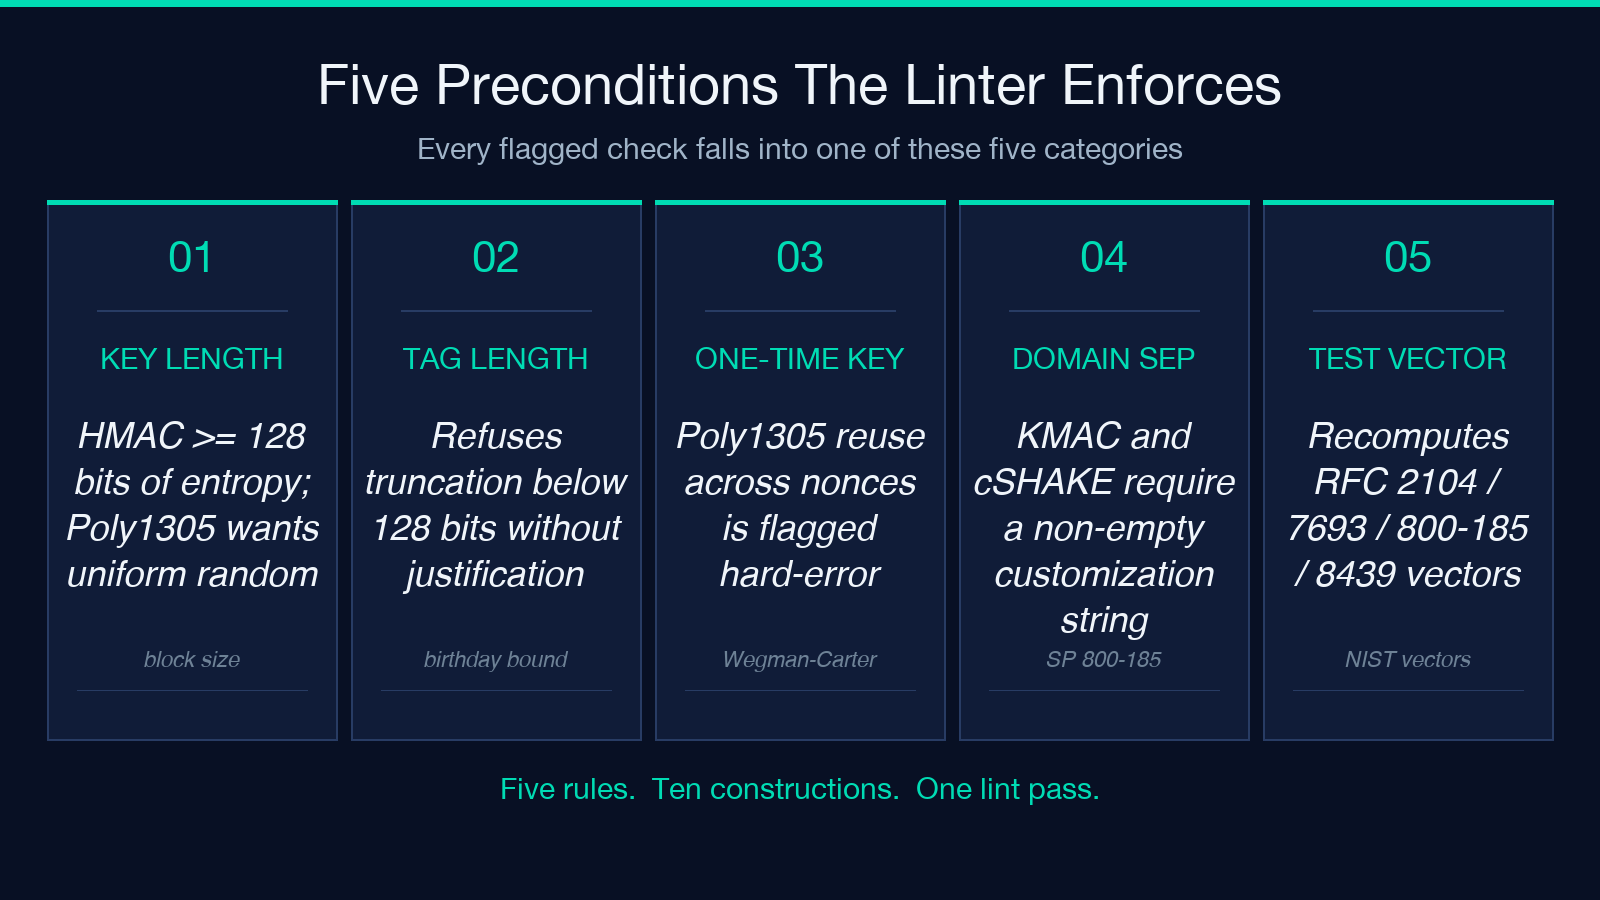 Five Preconditions The Linter Enforces
Every flagged check falls into one of these five categories
01
KEY LENGTH
HMAC >= 128
bits of entropy;
Poly1305 wants
uniform random
block size
02
TAG LENGTH
Refuses
truncation below
128 bits without
justification
birthday bound
03
ONE-TIME KEY
Poly1305 reuse
across nonces
is flagged
hard-error
Wegman-Carter
04
DOMAIN SEP
KMAC and
cSHAKE require
a non-empty
customization
string
SP 800-185
05
TEST VECTOR
Recomputes
RFC 2104 /
7693 / 800-185
/ 8439 vectors
NIST vectors
Five rules.  Ten constructions.  One lint pass.